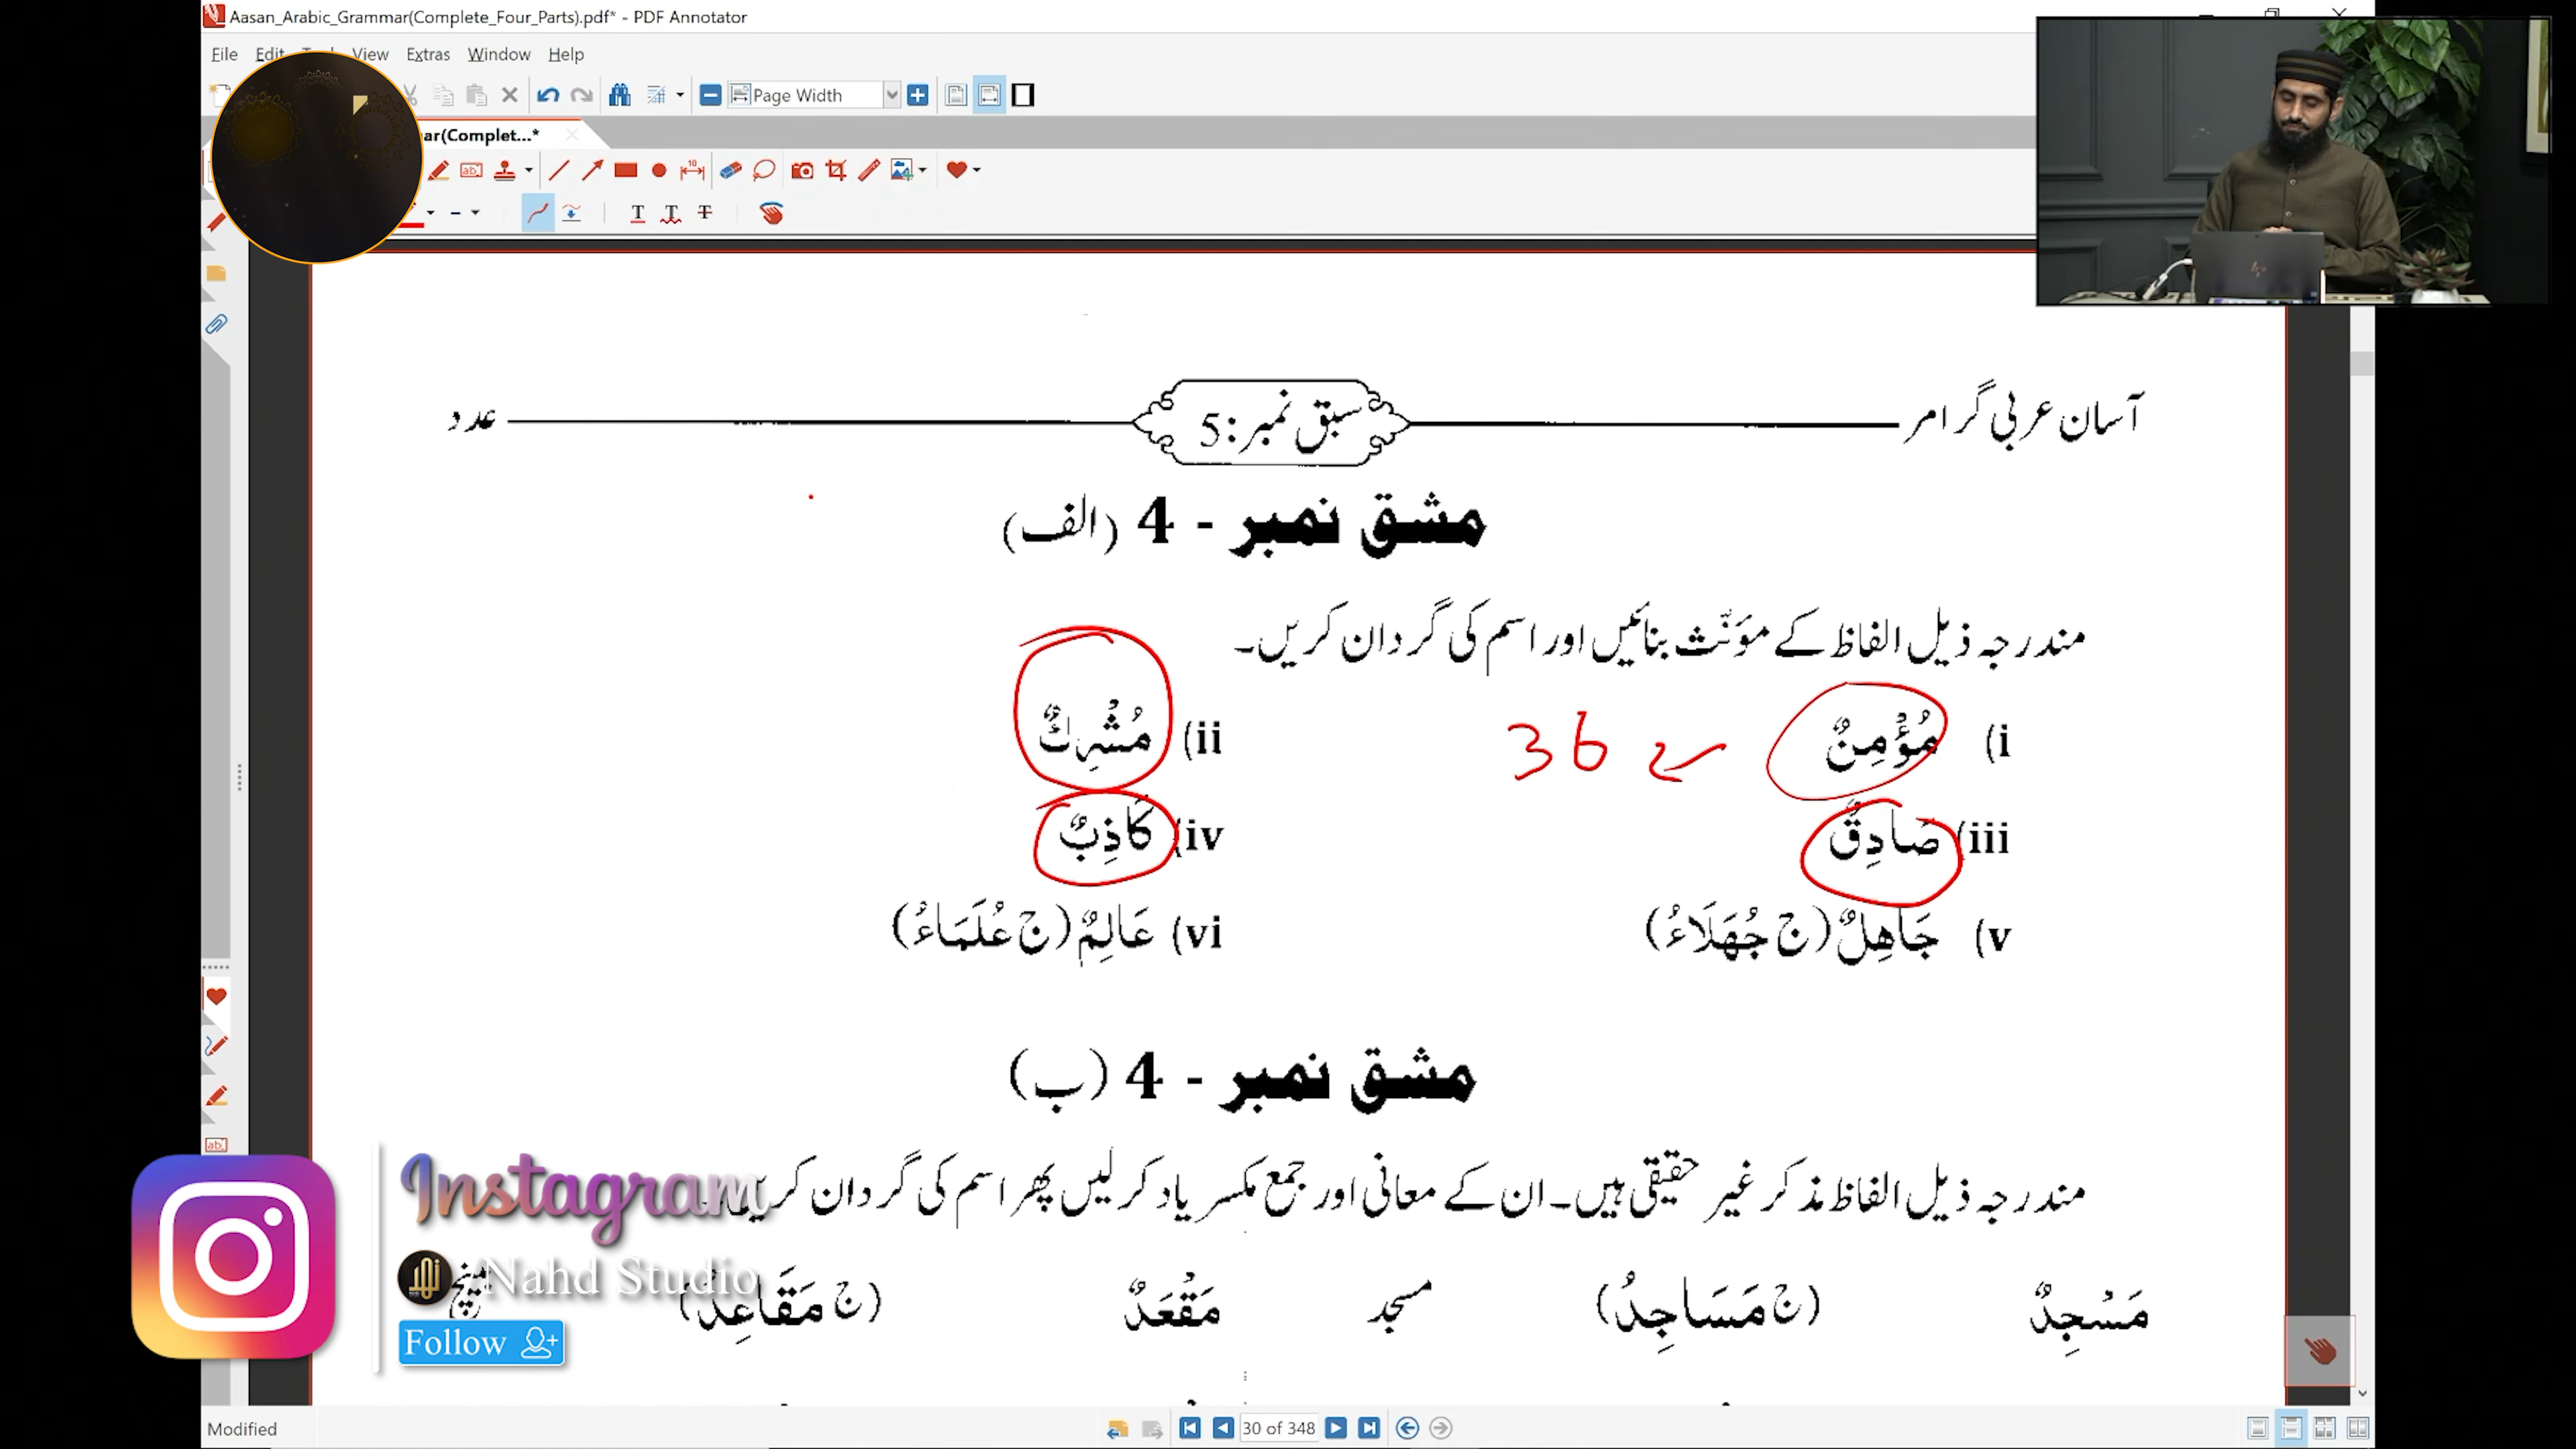 Aasan_Arabic_Grammar(Complete_Four_Parts).pdf* - PDF Annotator
File Edit View Extras Window Help
Page Width
ar(Complet...*
آسان عربی گرامر سبق نمبر: 5 عدد
مشق نمبر - 4 (الف)
مندرجہ ذیل الفاظ کے مؤنّث بنائیں اور اسم کی گردان کریں۔
i) مُؤْمِنٌ 36 ii) مُشْرِكٌ
iii) صَادِقٌ iv) كَاذِبٌ
v) جَاهِلٌ (ج جُهَلَاءُ) vi) عَالِمٌ (ج عُلَمَاءُ)
مشق نمبر - 4 (ب)
مندرجہ ذیل الفاظ مذکر غیر حقیقی ہیں۔ ان کے معانی اور جمع مکسر یاد کر لیں پھر اسم کی گردان کریں
مَسْجِدٌ (ج مَسَاجِدُ) مسجد مَقْعَدٌ (ج مَقَاعِدُ)
Instagram
Nahd Studio
Follow
Modified
30 of 348